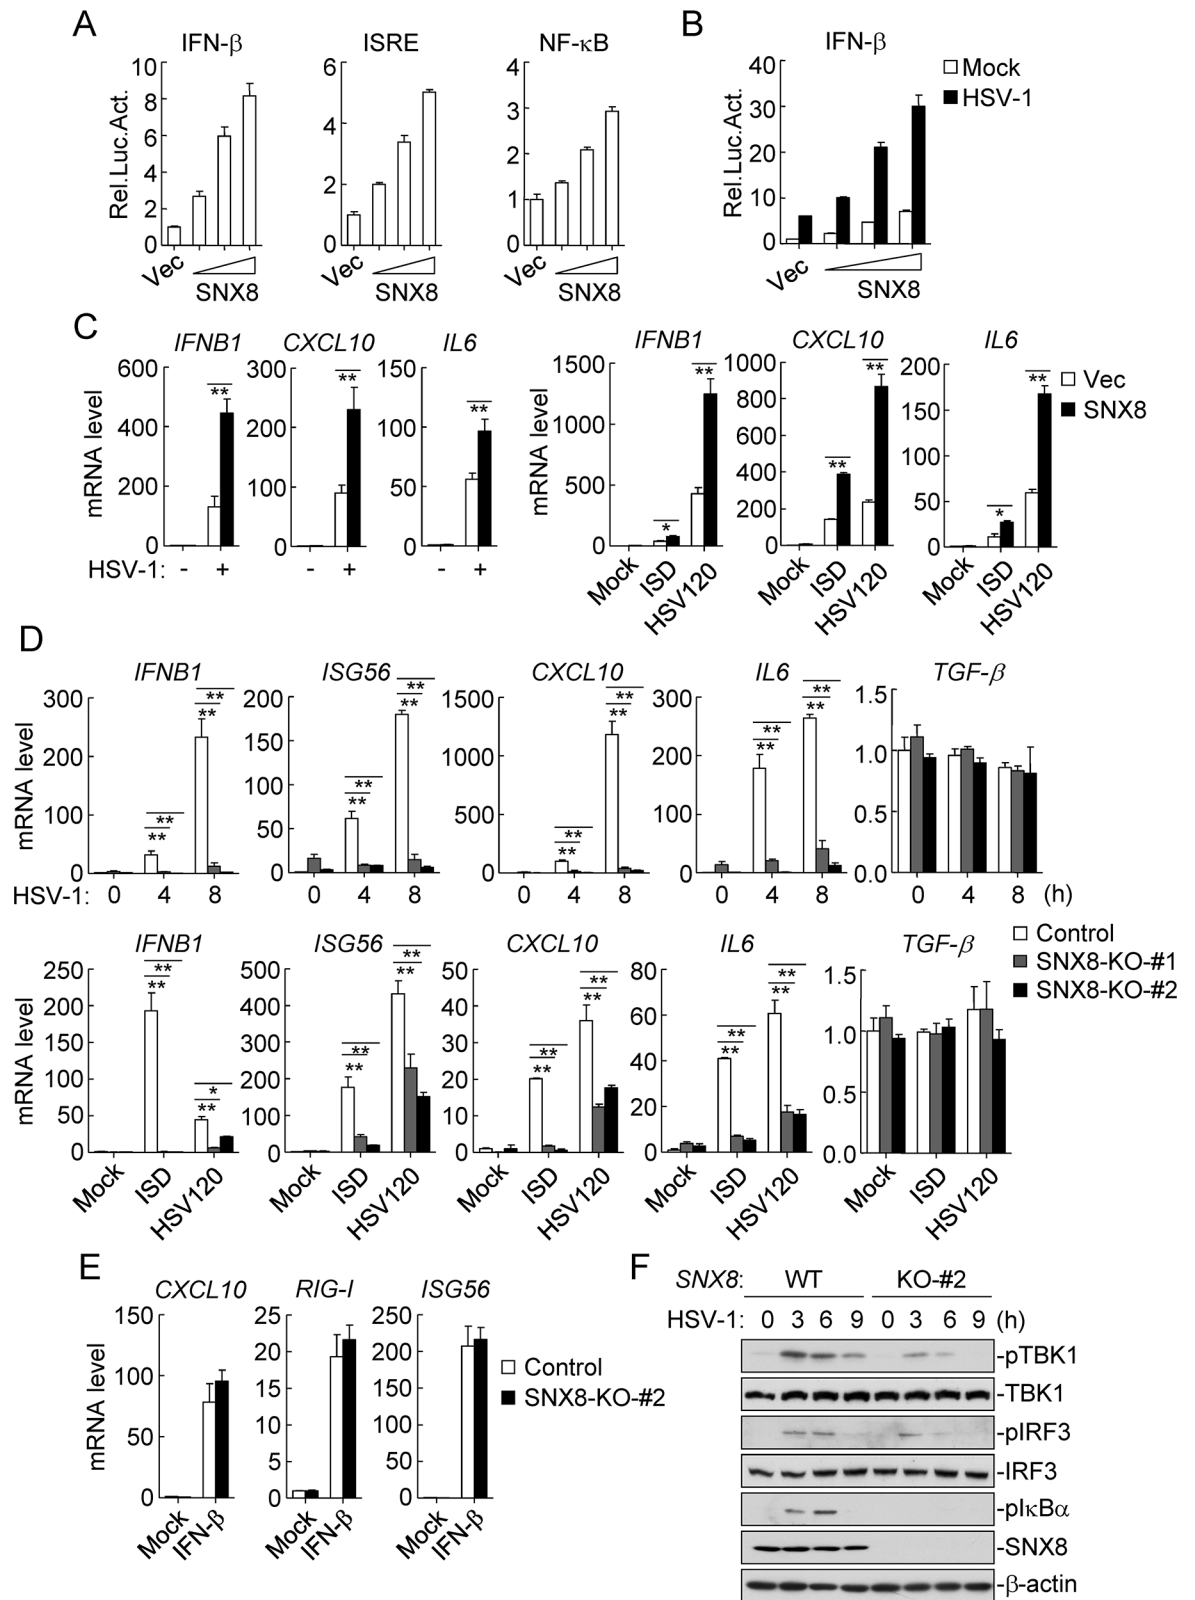 A
IFN-β
ISRE
NF-κB
Rel.Luc.Act.
10
8
6
4
2
0
6
4
2
0
4
3
2
1
0
Vec
SNX8
Vec
SNX8
Vec
SNX8
B
IFN-β
Mock
HSV-1
Rel.Luc.Act.
40
30
20
10
0
Vec
SNX8
C
IFNB1
CXCL10
IL6
mRNA level
600
400
200
0
**
300
200
100
0
**
150
100
50
0
**
HSV-1: - + - + - +
IFNB1
CXCL10
IL6
Vec
SNX8
mRNA level
1500
1000
500
0
*
**
1000
800
600
400
200
0
**
**
200
150
100
50
0
*
**
Mock ISD HSV120
Mock ISD HSV120
Mock ISD HSV120
D
IFNB1
ISG56
CXCL10
IL6
TGF-β
mRNA level
300
200
100
0
**
**
**
**
200
150
100
50
0
**
**
**
**
1500
1000
500
0
**
**
**
**
300
200
100
0
**
**
**
**
1.5
1.0
0.5
0.0
HSV-1: 0 4 8 0 4 8 0 4 8 0 4 8 0 4 8 (h)
IFNB1
ISG56
CXCL10
IL6
TGF-β
Control
SNX8-KO-#1
SNX8-KO-#2
mRNA level
250
200
150
100
50
0
**
**
*
**
500
400
300
200
100
0
**
**
**
**
50
40
30
20
10
0
**
**
**
**
80
60
40
20
0
**
**
**
**
1.5
1.0
0.5
0.0
Mock ISD HSV120
Mock ISD HSV120
Mock ISD HSV120
Mock ISD HSV120
Mock ISD HSV120
E
CXCL10
RIG-I
ISG56
mRNA level
150
100
50
0
25
20
15
10
5
0
250
200
150
100
50
0
Control
SNX8-KO-#2
Mock IFN-β
Mock IFN-β
Mock IFN-β
F
SNX8: WT KO-#2
HSV-1: 0 3 6 9 0 3 6 9 (h)
-pTBK1
-TBK1
-pIRF3
-IRF3
-pIκBα
-SNX8
-β-actin